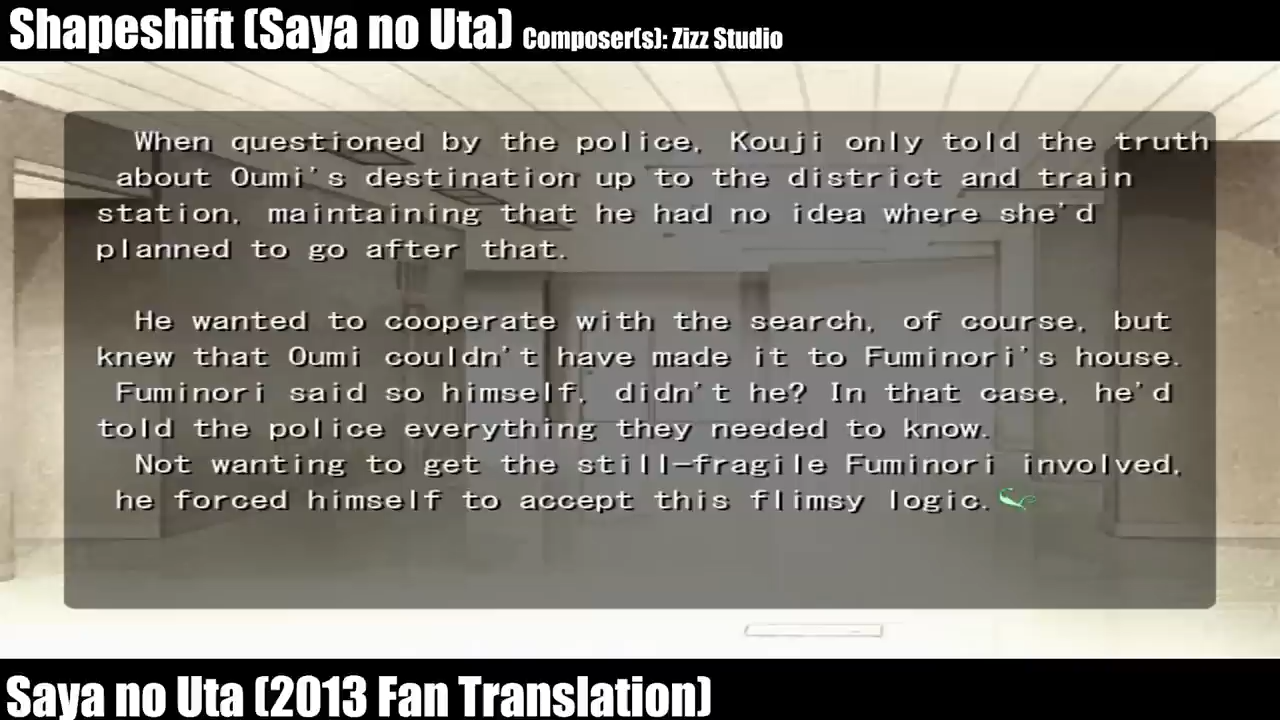 Shapeshift (Saya no Uta) Composer(s): Zizz Studio
When questioned by the police, Kouji only told the truth
about Oumi's destination up to the district and train
station, maintaining that he had no idea where she'd
planned to go after that.
He wanted to cooperate with the search, of course, but
knew that Oumi couldn't have made it to Fuminori's house.
Fuminori said so himself, didn't he? In that case, he'd
told the police everything they needed to know.
Not wanting to get the still-fragile Fuminori involved,
he forced himself to accept this flimsy logic.
Saya no Uta (2013 Fan Translation)